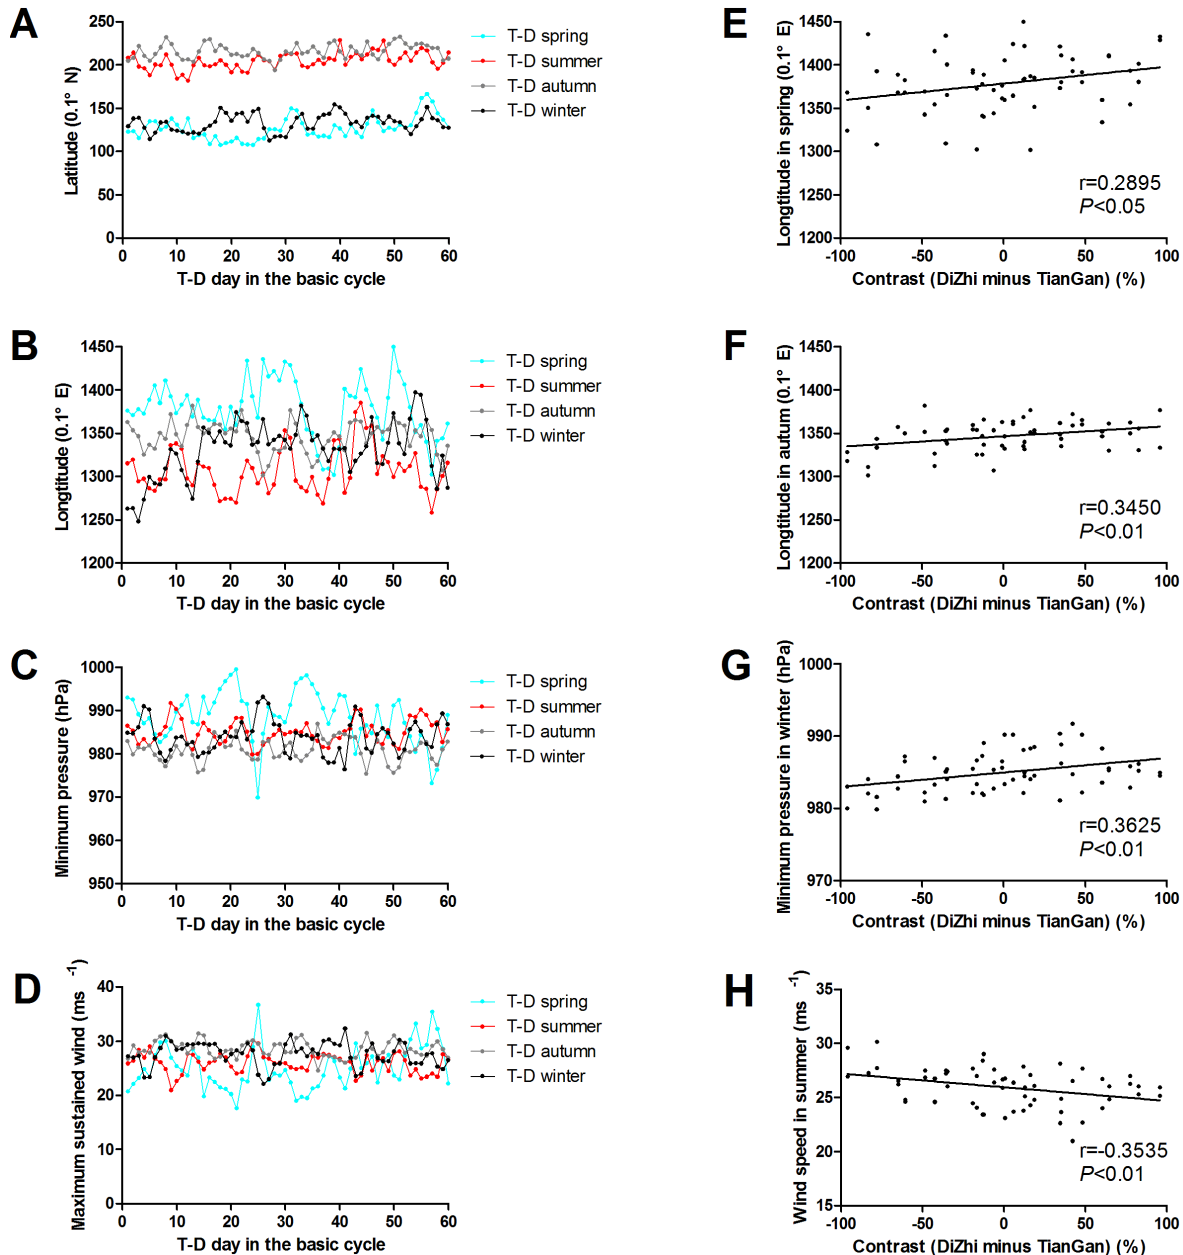 A
Latitude (0.1° N)
250
200
150
100
50
0
0 10 20 30 40 50 60
T-D day in the basic cycle
T-D spring
T-D summer
T-D autumn
T-D winter
E
Longtitude in spring (0.1° E)
1450
1400
1350
1300
1250
1200
-100 -50 0 50 100
Contrast (DiZhi minus TianGan) (%)
r=0.2895
P<0.05
B
Longtitude (0.1° E)
1450
1400
1350
1300
1250
1200
0 10 20 30 40 50 60
T-D day in the basic cycle
T-D spring
T-D summer
T-D autumn
T-D winter
F
Longtitude in autum (0.1° E)
1450
1400
1350
1300
1250
1200
-100 -50 0 50 100
Contrast (DiZhi minus TianGan) (%)
r=0.3450
P<0.01
C
Minimum pressure (hPa)
1000
990
980
970
960
950
0 10 20 30 40 50 60
T-D day in the basic cycle
T-D spring
T-D summer
T-D autumn
T-D winter
G
Minimum pressure in winter (hPa)
1000
990
980
970
-100 -50 0 50 100
Contrast (DiZhi minus TianGan) (%)
r=0.3625
P<0.01
D
Maximum sustained wind (ms -1)
40
30
20
10
0
0 10 20 30 40 50 60
T-D day in the basic cycle
T-D spring
T-D summer
T-D autumn
T-D winter
H
Wind speed in summer (ms -1)
35
30
25
20
15
-100 -50 0 50 100
Contrast (DiZhi minus TianGan) (%)
r=-0.3535
P<0.01